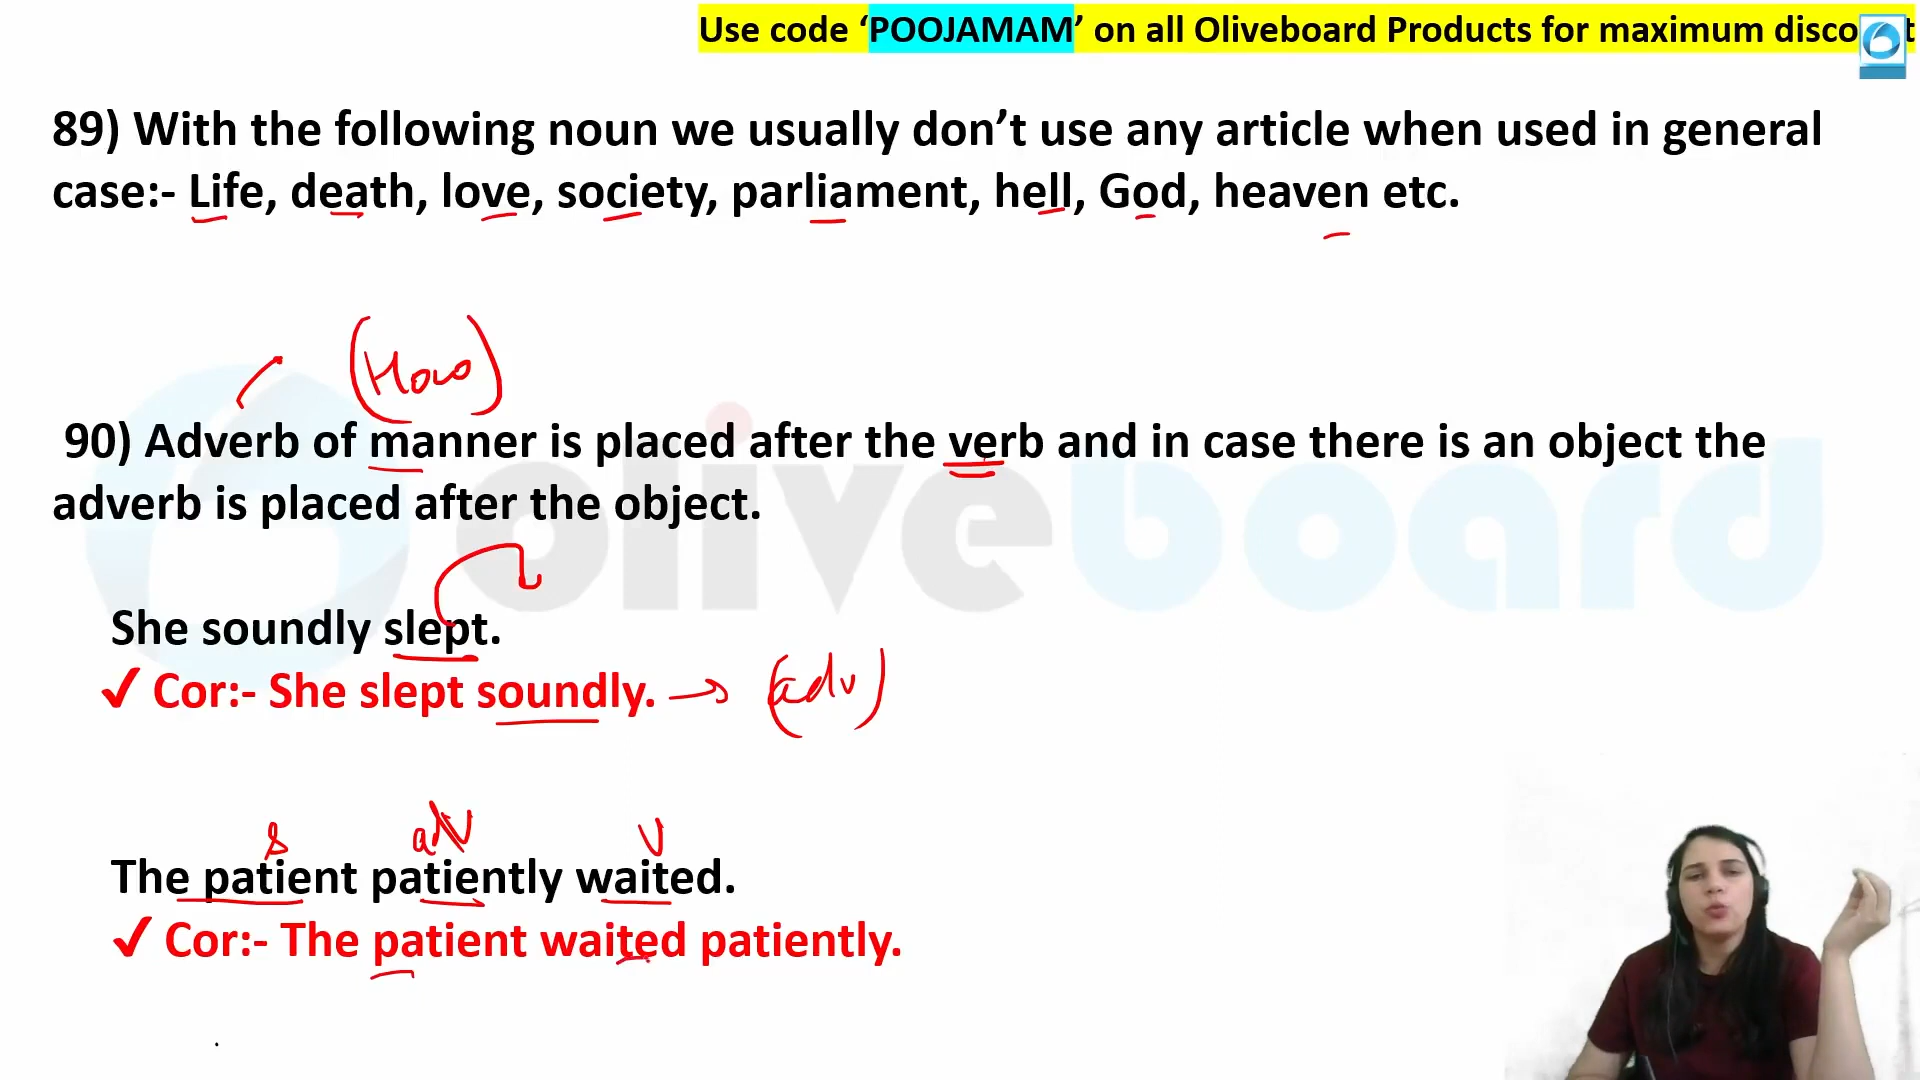 Use code ‘POOJAMAM’ on all Oliveboard Products for maximum disco t
89) With the following noun we usually don’t use any article when used in general
case:- Life, death, love, society, parliament, hell, God, heaven etc.
(How)
90) Adverb of manner is placed after the verb and in case there is an object the
adverb is placed after the object.
oliveboard
She soundly slept.
✓ Cor:- She slept soundly. → (adv)
s adv V
The patient patiently waited.
✓ Cor:- The patient waited patiently.